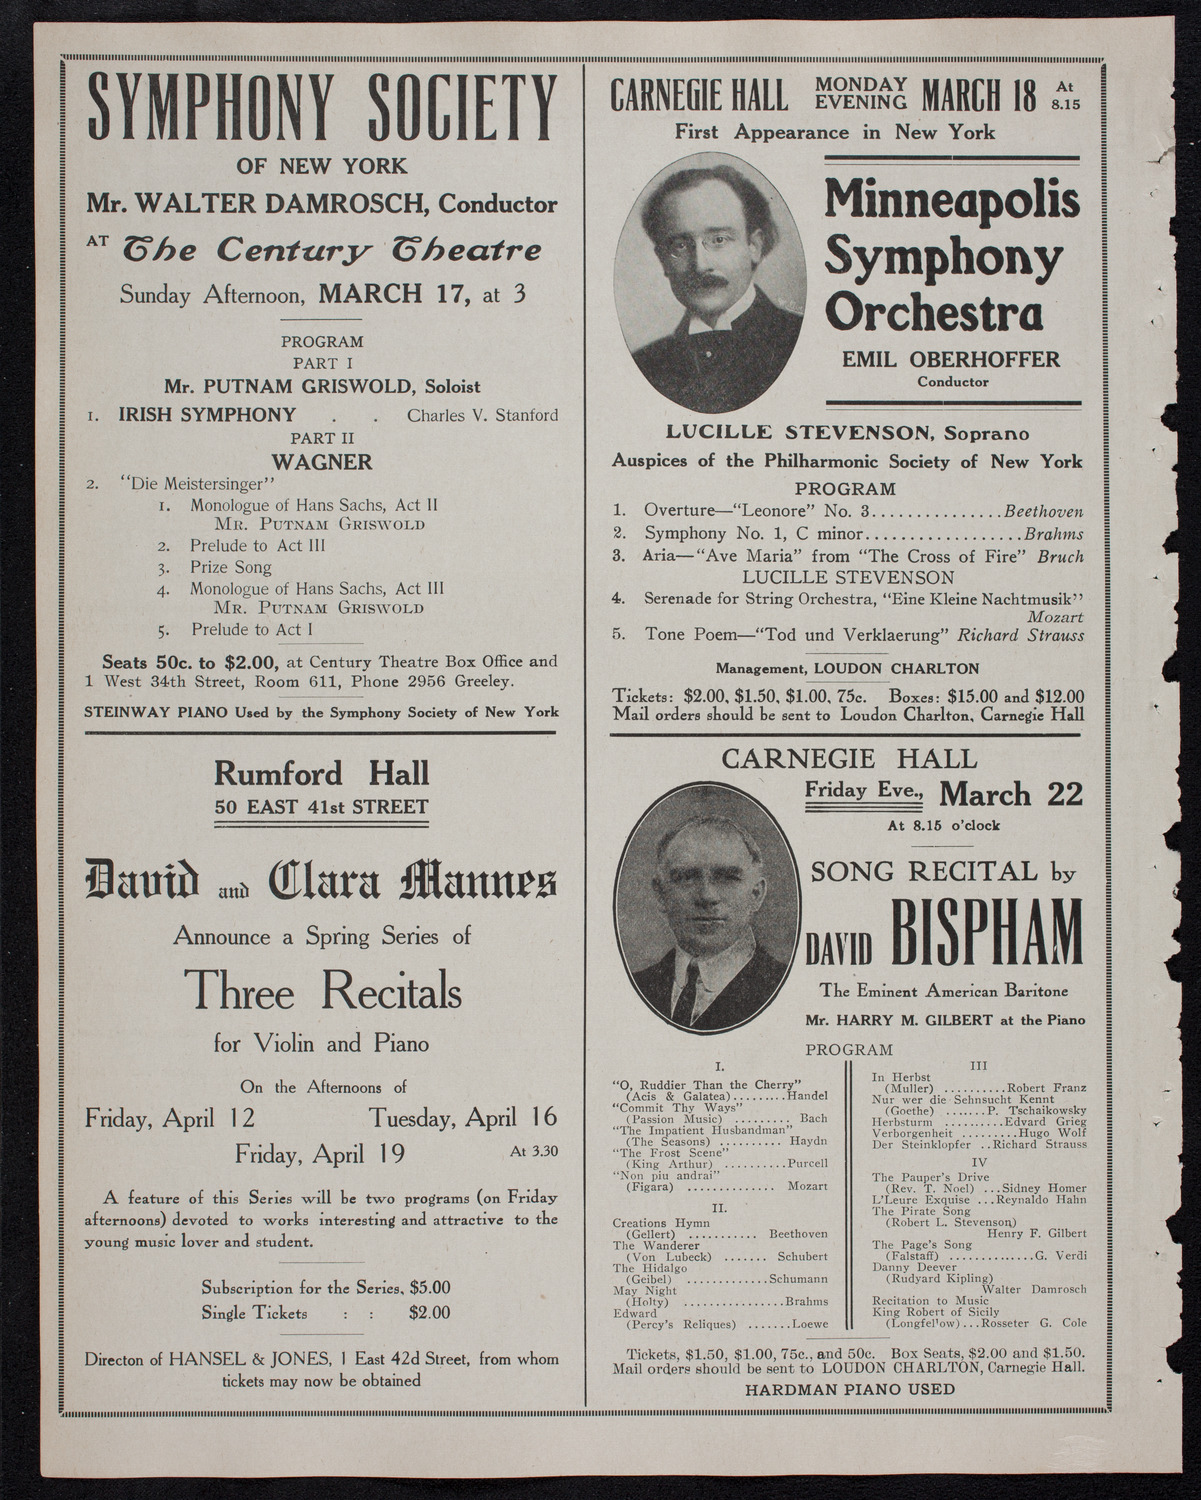 SYMPHONY SOCIETY
OF NEW YORK
Mr. WALTER DAMROSCH, Conductor
AT The Century Theatre
Sunday Afternoon, MARCH 17, at 3
PROGRAM
PART I
Mr. PUTNAM GRISWOLD, Soloist
1. IRISH SYMPHONY . . Charles V. Stanford
PART II
WAGNER
2. "Die Meistersinger"
1. Monologue of Hans Sachs, Act II
MR. PUTNAM GRISWOLD
2. Prelude to Act III
3. Prize Song
4. Monologue of Hans Sachs, Act III
MR. PUTNAM GRISWOLD
5. Prelude to Act I
Seats 50c. to $2.00, at Century Theatre Box Office and
1 West 34th Street, Room 611, Phone 2956 Greeley.
STEINWAY PIANO Used by the Symphony Society of New York
Rumford Hall
50 EAST 41st STREET
David and Clara Mannes
Announce a Spring Series of
Three Recitals
for Violin and Piano
On the Afternoons of
Friday, April 12 Tuesday, April 16
Friday, April 19 At 3.30
A feature of this Series will be two programs (on Friday
afternoons) devoted to works interesting and attractive to the
young music lover and student.
Subscription for the Series, $5.00
Single Tickets : : $2.00
Directon of HANSEL & JONES, 1 East 42d Street, from whom
tickets may now be obtained
CARNEGIE HALL MONDAY EVENING MARCH 18 At 8.15
First Appearance in New York
Minneapolis
Symphony
Orchestra
EMIL OBERHOFFER
Conductor
LUCILLE STEVENSON, Soprano
Auspices of the Philharmonic Society of New York
PROGRAM
1. Overture—"Leonore" No. 3...............Beethoven
2. Symphony No. 1, C minor..................Brahms
3. Aria—"Ave Maria" from "The Cross of Fire" Bruch
LUCILLE STEVENSON
4. Serenade for String Orchestra, "Eine Kleine Nachtmusik"
Mozart
5. Tone Poem—"Tod und Verklaerung" Richard Strauss
Management, LOUDON CHARLTON
Tickets: $2.00, $1.50, $1.00, 75c. Boxes: $15.00 and $12.00
Mail orders should be sent to Loudon Charlton, Carnegie Hall
CARNEGIE HALL
Friday Eve., March 22
At 8.15 o'clock
SONG RECITAL by
DAVID BISPHAM
The Eminent American Baritone
Mr. HARRY M. GILBERT at the Piano
PROGRAM
I.
"O, Ruddier Than the Cherry"
(Acis & Galatea).........Handel
"Commit Thy Ways"
(Passion Music) ......... Bach
"The Impatient Husbandman"
(The Seasons) .......... Haydn
"The Frost Scene"
(King Arthur) ..........Purcell
"Non piu andrai"
(Figara) .............. Mozart
II.
Creations Hymn
(Gellert) ........... Beethoven
The Wanderer
(Von Lubeck) ....... Schubert
The Hidalgo
(Geibel) ............Schumann
May Night
(Holty) ...............Brahms
Edward
(Percy's Reliques) .......Loewe
III
In Herbst
(Muller) ..........Robert Franz
Nur wer die Sehnsucht Kennt
(Goethe) .......P. Tschaikowsky
Herbsturm ..........Edvard Grieg
Verborgenheit .........Hugo Wolf
Der Steinklopfer ..Richard Strauss
IV
The Pauper's Drive
(Rev. T. Noel) ...Sidney Homer
L'Leure Exquise ...Reynaldo Hahn
The Pirate Song
(Robert L. Stevenson)
Henry F. Gilbert
The Page's Song
(Falstaff) .............G. Verdi
Danny Deever
(Rudyard Kipling)
Walter Damrosch
Recitation to Music
King Robert of Sicily
(Longfellow)...Rosseter G. Cole
Tickets, $1.50, $1.00, 75c., and 50c. Box Seats, $2.00 and $1.50.
Mail orders should be sent to LOUDON CHARLTON, Carnegie Hall.
HARDMAN PIANO USED